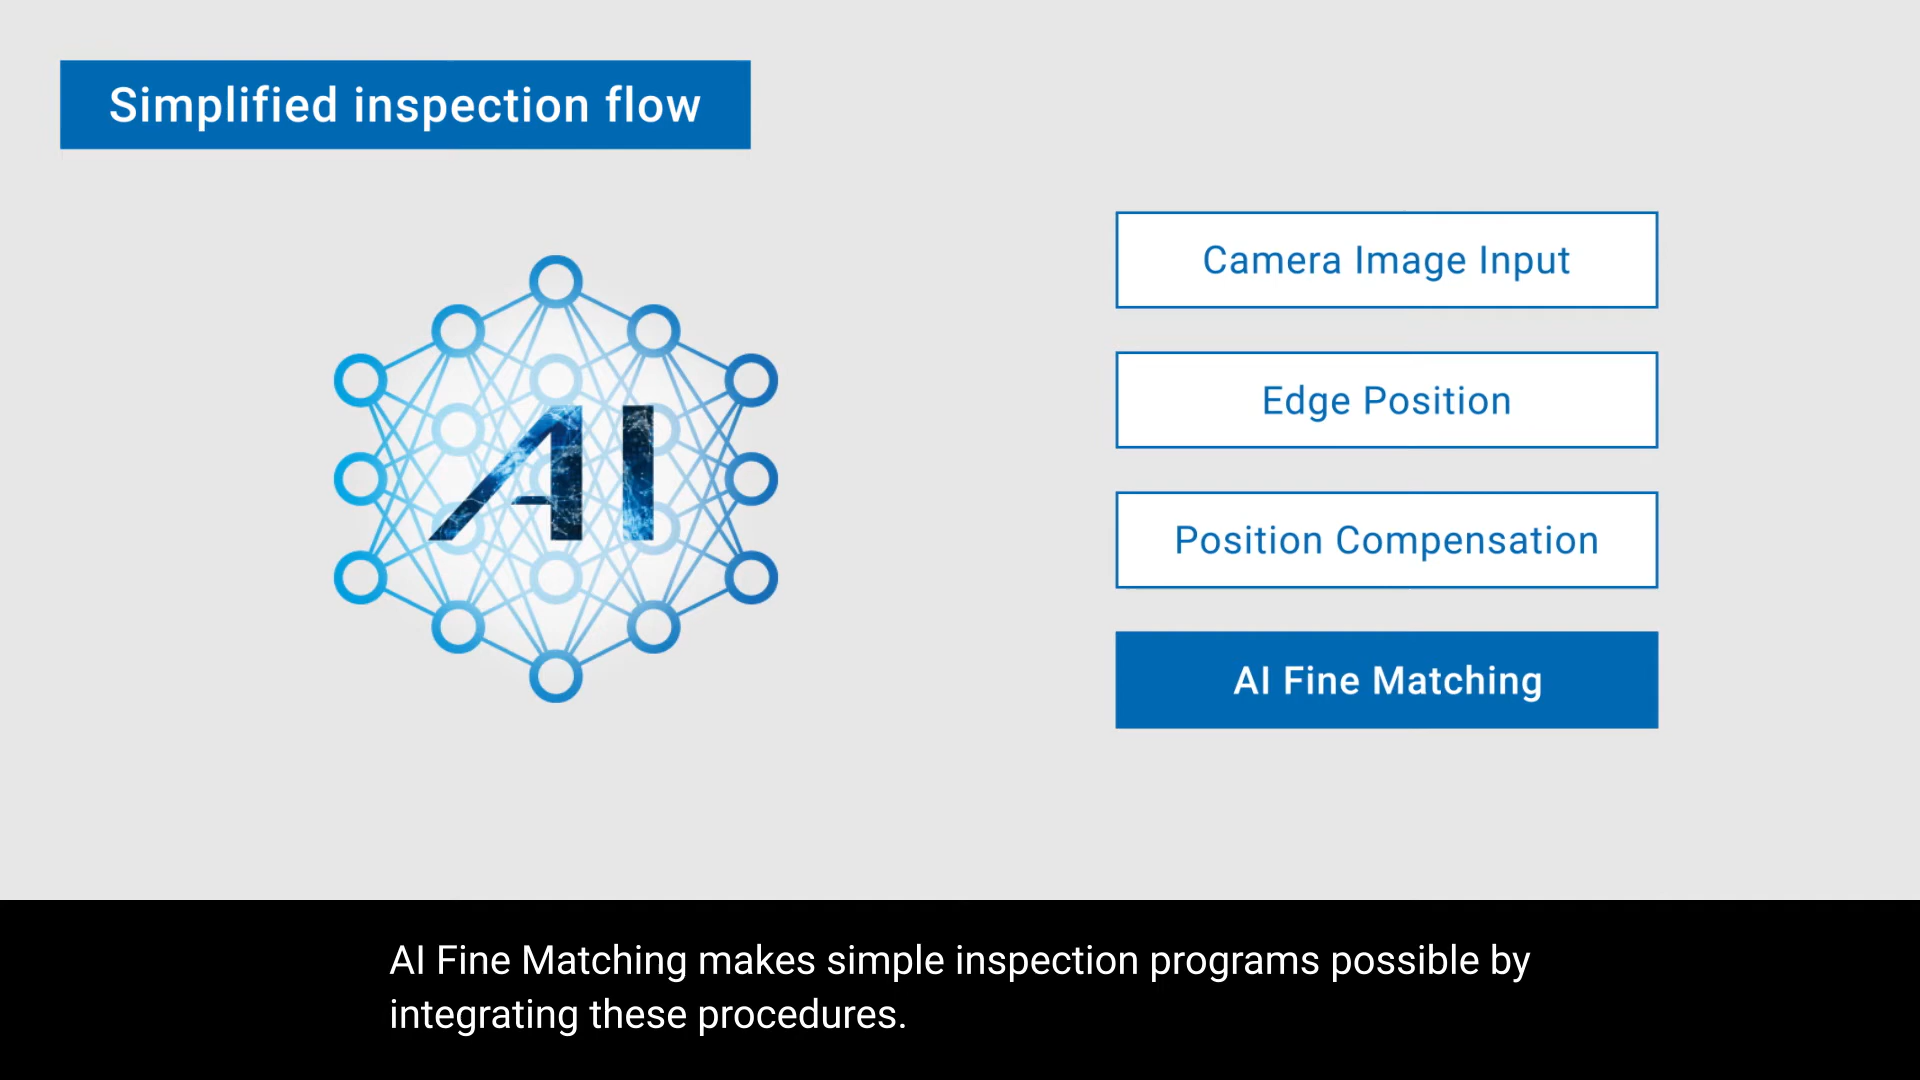 Simplified inspection flow
AI
Camera Image Input
Edge Position
Position Compensation
AI Fine Matching
AI Fine Matching makes simple inspection programs possible by
integrating these procedures.